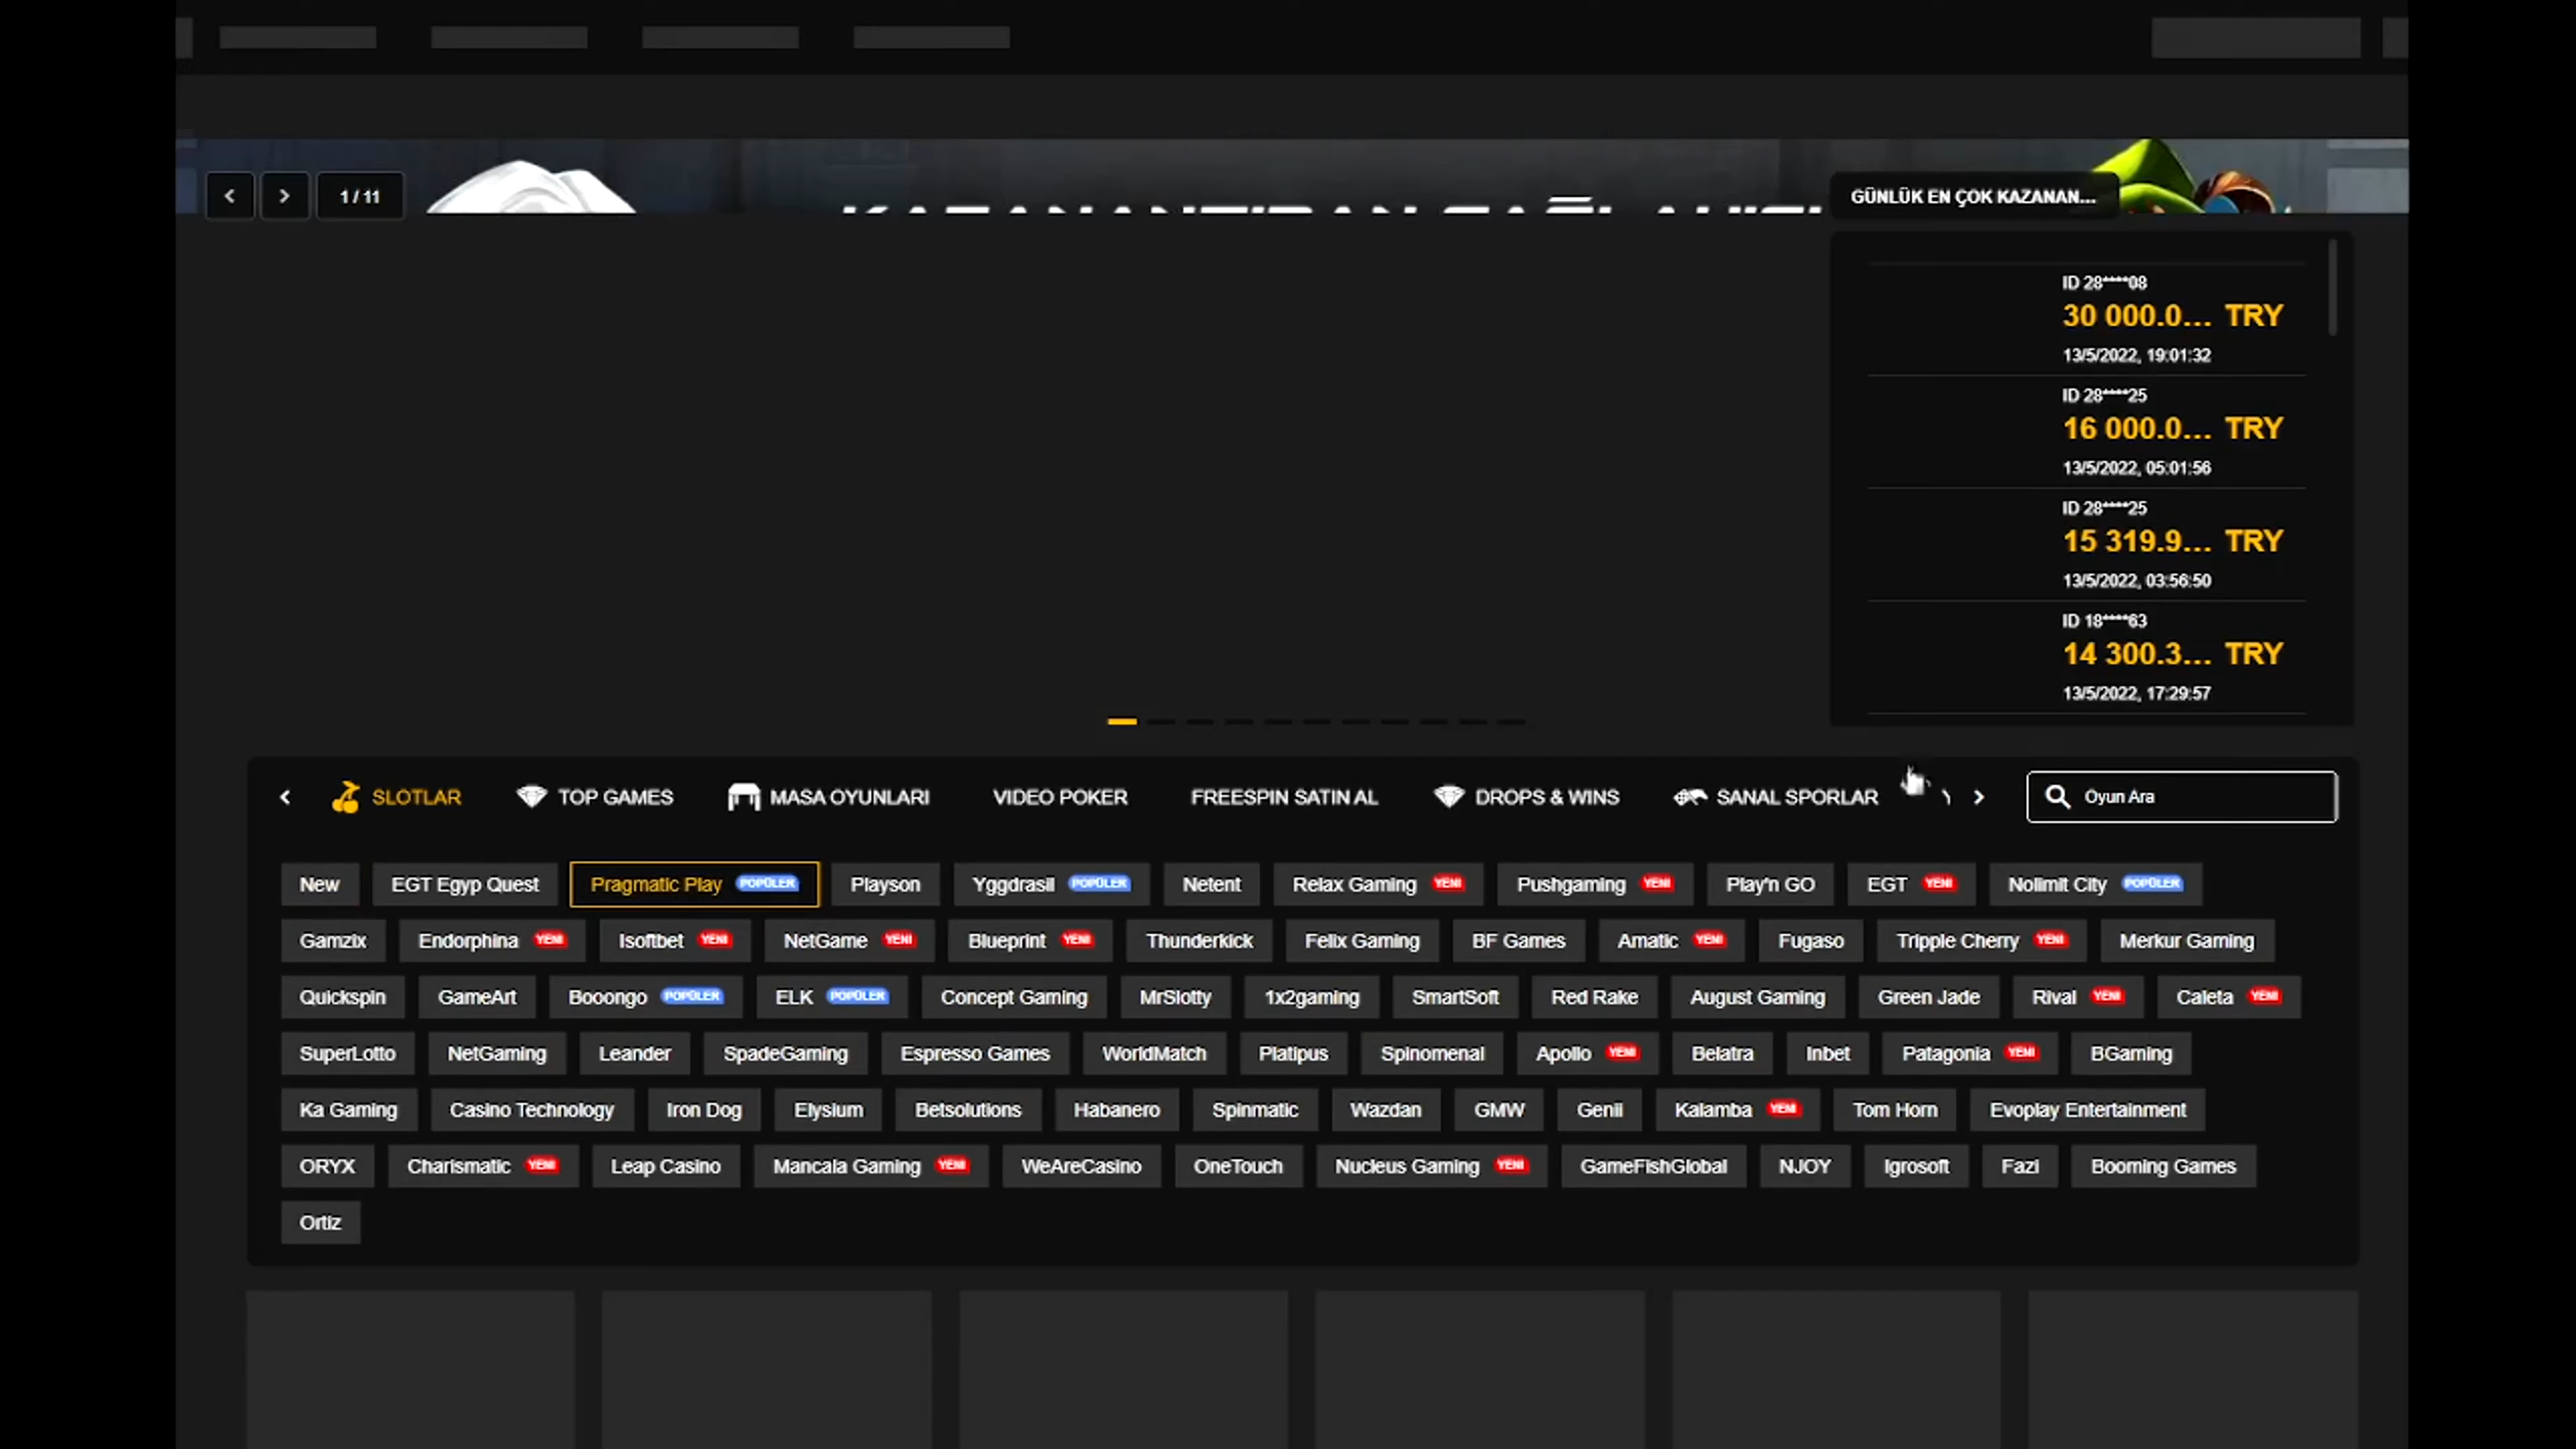 1 / 11
GÜNLÜK EN ÇOK KAZANAN...
ID 28****08
30 000.0... TRY
13/5/2022, 19:01:32
ID 28****25
16 000.0... TRY
13/5/2022, 05:01:56
ID 28****25
15 319.9... TRY
13/5/2022, 03:56:50
ID 18****63
14 300.3... TRY
13/5/2022, 17:29:57
SLOTLAR TOP GAMES MASA OYUNLARI VIDEO POKER FREESPIN SATIN AL DROPS & WINS SANAL SPORLAR Oyun Ara
New EGT Egyp Quest Pragmatic Play POPÜLER Playson Yggdrasil POPÜLER Netent Relax Gaming YENI Pushgaming YENI Play'n GO EGT YENI Nolimit City POPÜLER
Gamzix Endorphina YENI Isoftbet YENI NetGame YENI Blueprint YENI Thunderkick Felix Gaming BF Games Amatic YENI Fugaso Tripple Cherry YENI Merkur Gaming
Quickspin GameArt Booongo POPÜLER ELK POPÜLER Concept Gaming MrSlotty 1x2gaming SmartSoft Red Rake August Gaming Green Jade Rival YENI Caleta YENI
SuperLotto NetGaming Leander SpadeGaming Espresso Games WorldMatch Platipus Spinomenal Apollo YENI Belatra Inbet Patagonia YENI BGaming
Ka Gaming Casino Technology Iron Dog Elysium Betsolutions Habanero Spinmatic Wazdan GMW Genii Kalamba YENI Tom Horn Evoplay Entertainment
ORYX Charismatic YENI Leap Casino Mancala Gaming YENI WeAreCasino OneTouch Nucleus Gaming YENI GameFishGlobal NJOY Igrosoft Fazi Booming Games
Ortiz